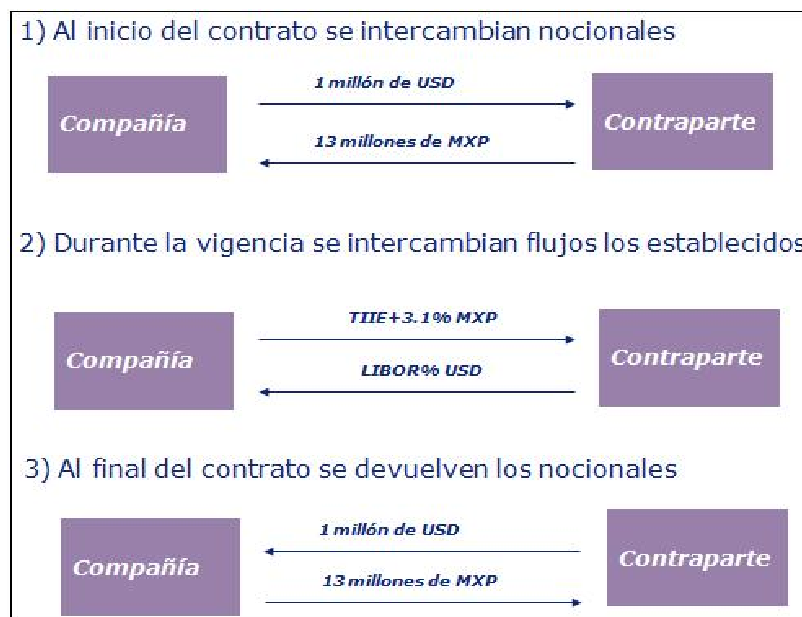 1) Al inicio del contrato se intercambian nocionales
1 millón de USD
Compañía
Contraparte
13 millones de MXP
2) Durante la vigencia se intercambian flujos los establecidos
TIIE+3.1% MXP
Compañía
Contraparte
LIBOR% USD
3) Al final del contrato se devuelven los nocionales
1 millón de USD
Compañía
Contraparte
13 millones de MXP